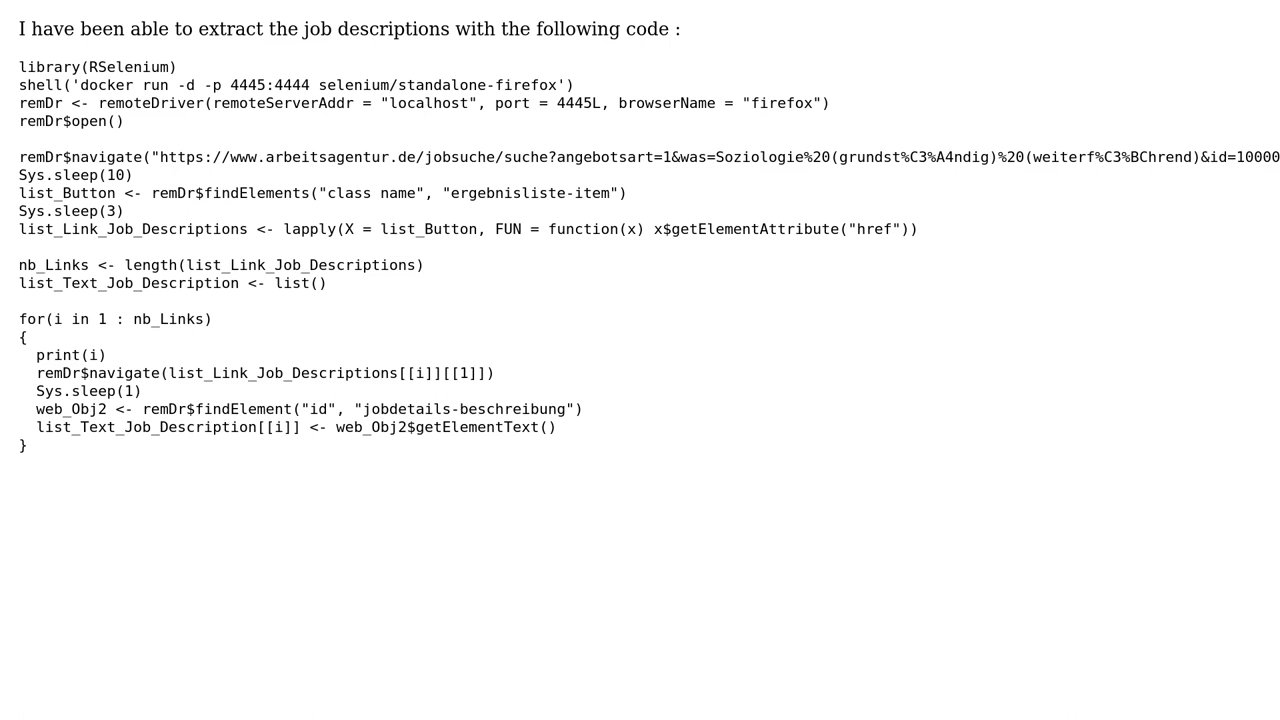 I have been able to extract the job descriptions with the following code :
library(RSelenium)
shell('docker run -d -p 4445:4444 selenium/standalone-firefox')
remDr <- remoteDriver(remoteServerAddr = "localhost", port = 4445L, browserName = "firefox")
remDr$open()
remDr$navigate("https://www.arbeitsagentur.de/jobsuche/suche?angebotsart=1&was=Soziologie%20(grundst%C3%A4ndig)%20(weiterf%C3%BChrend)&id=10000
Sys.sleep(10)
list_Button <- remDr$findElements("class name", "ergebnisliste-item")
Sys.sleep(3)
list_Link_Job_Descriptions <- lapply(X = list_Button, FUN = function(x) x$getElementAttribute("href"))
nb_Links <- length(list_Link_Job_Descriptions)
list_Text_Job_Description <- list()
for(i in 1 : nb_Links)
{
  print(i)
  remDr$navigate(list_Link_Job_Descriptions[[i]][[1]])
  Sys.sleep(1)
  web_Obj2 <- remDr$findElement("id", "jobdetails-beschreibung")
  list_Text_Job_Description[[i]] <- web_Obj2$getElementText()
}